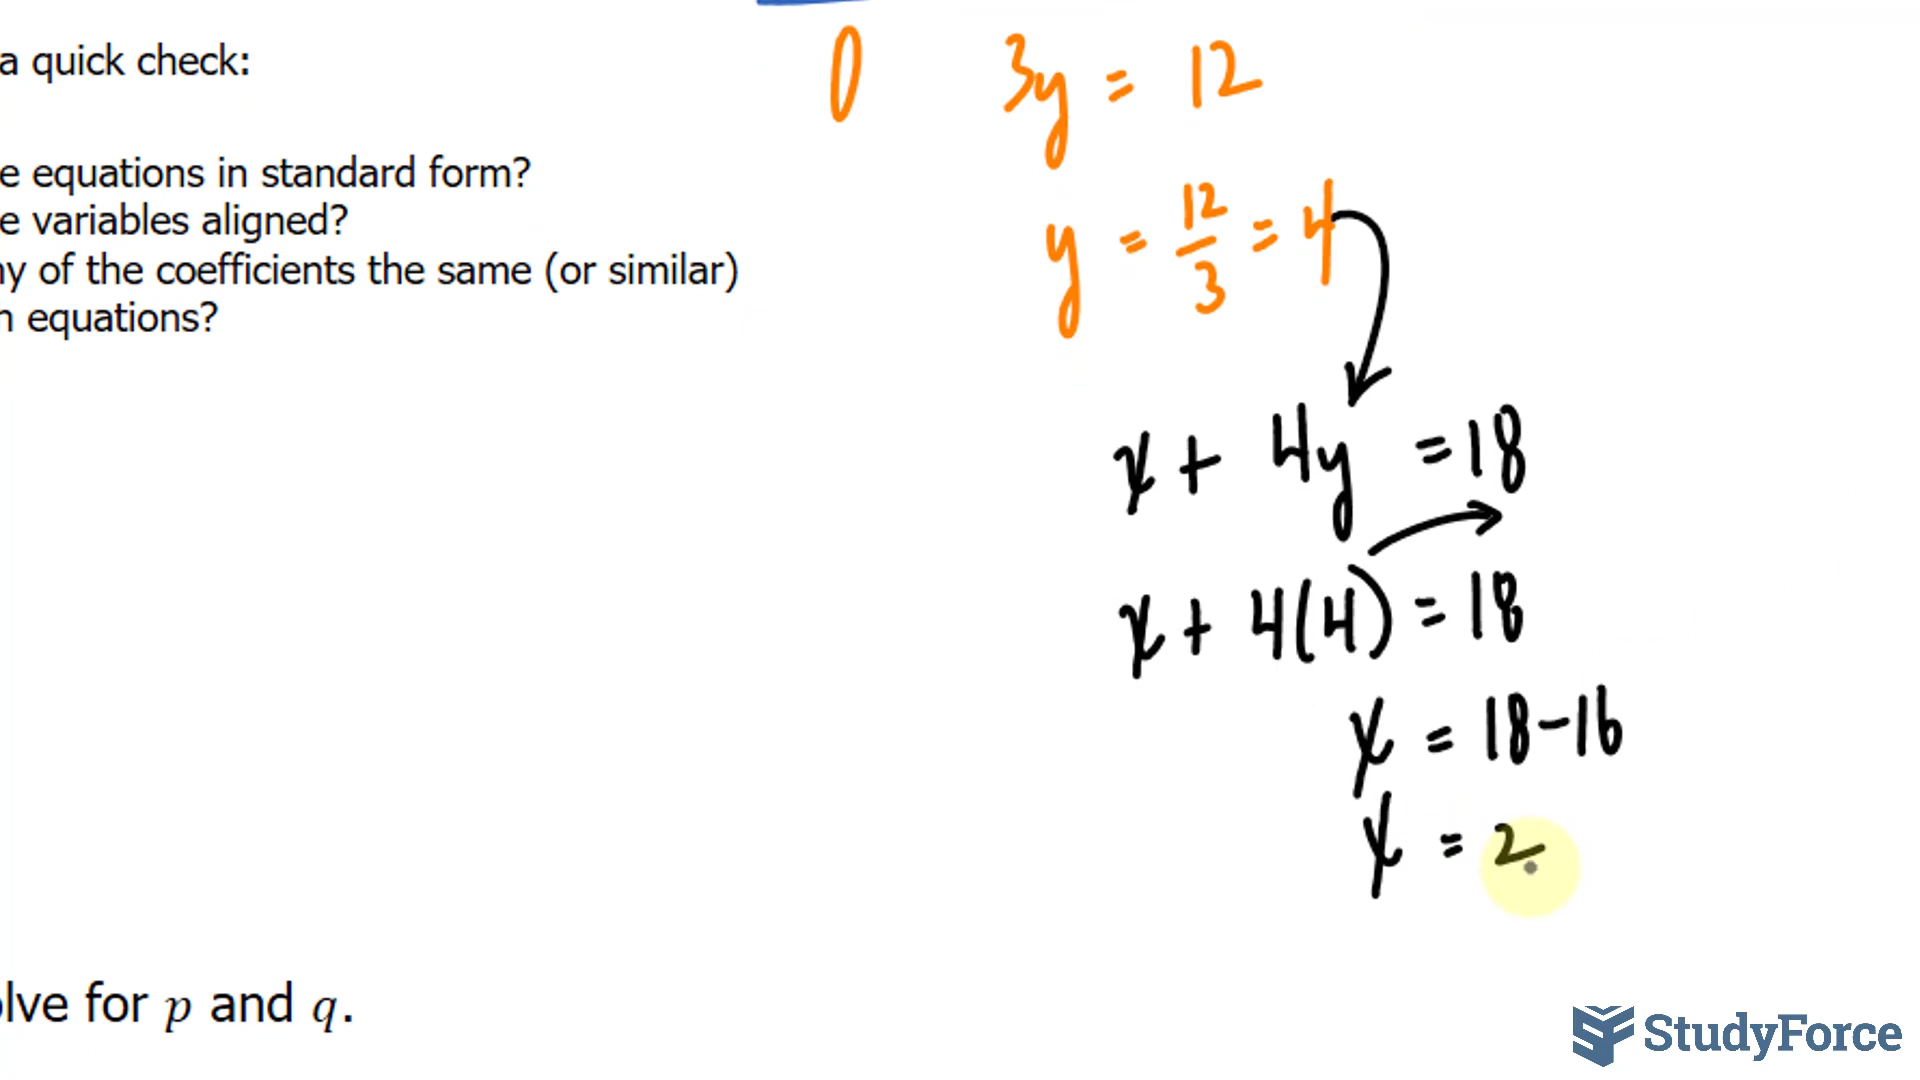 a quick check:
0 3y = 12
e equations in standard form?
e variables aligned?
y = 12/3 = 4
ny of the coefficients the same (or similar)
n equations?
x + 4y = 18
x + 4(4) = 18
x = 18-16
x = 2
olve for p and q.
StudyForce